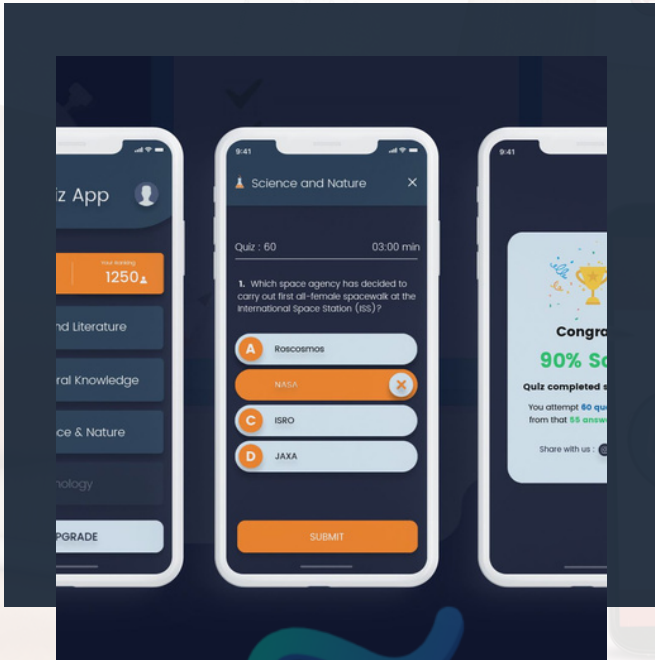 iz App
Your Ranking
1250
nd Literature
ral Knowledge
ce & Nature
nology
PGRADE
9:41
Science and Nature
Quiz : 60
03:00 min
1. Which space agency has decided to
carry out first all-female spacewalk at the
International Space Station (ISS)?
A Roscosmos
NASA
C ISRO
D JAXA
SUBMIT
9:41
Congra
90% Sc
Quiz completed s
You attempt 60 qu
from that 55 answ
Share with us :